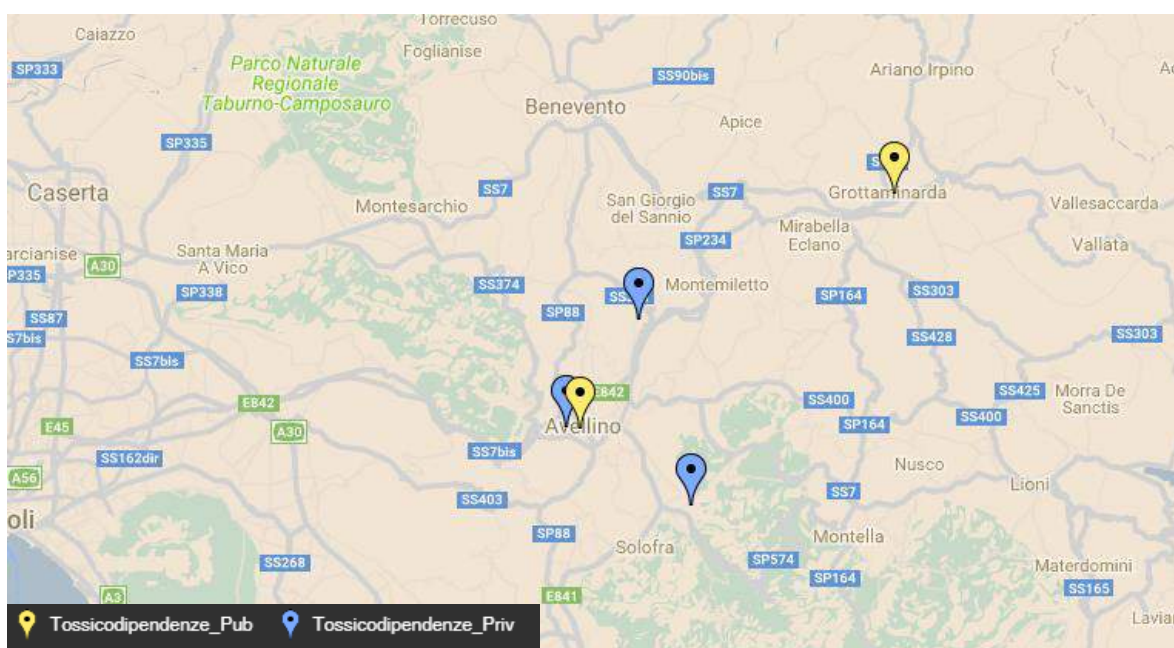 Torrecuso
Caiazzo
Foglianise
Parco Naturale
Regionale
Taburno-Camposauro
SP333
SS90bis
Ariano Irpino
Benevento
Apice
SP335
Caserta
SS7
Montesarchio
San Giorgio
del Sannio
SS7
Grottaminarda
Vallesaccarda
Mirabella
Eclano
SP234
Vallata
arcianise
A30
Santa Maria
A Vico
SP335
SP338
SS374
Montemiletto
SP164
SS303
SP88
SS87
S7bis
SS7bis
SS428
SS303
E842
E842
SS400
SS425
Morra De
Sanctis
SS400
E45
A30
Avellino
SP164
SS7bis
SS162dir
A56
Nusco
Lioni
SS403
SS7
oli
SP88
Solofra
Montella
SS268
SP574
SP164
Materdomini
SS165
A3
E841
Lavia
Tossicodipendenze_Pub
Tossicodipendenze_Priv